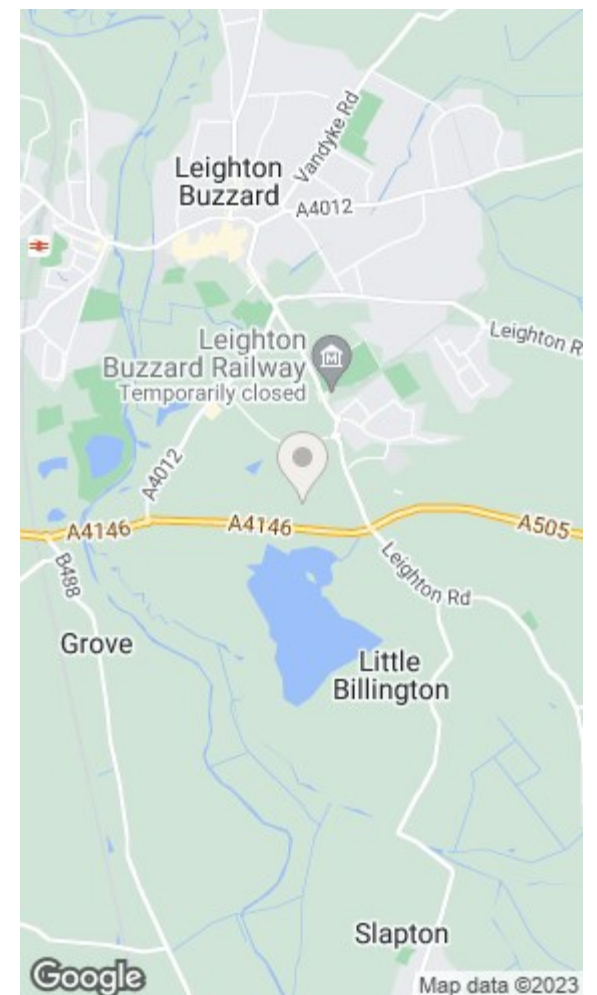 Vandyke Rd
Leighton
Buzzard
A4012
Leighton R
Leighton
Buzzard Railway
Temporarily closed
M
A4012
A4146
A4146
A505
B488
Leighton Rd
Grove
Little
Billington
Slapton
Google
Map data ©2023